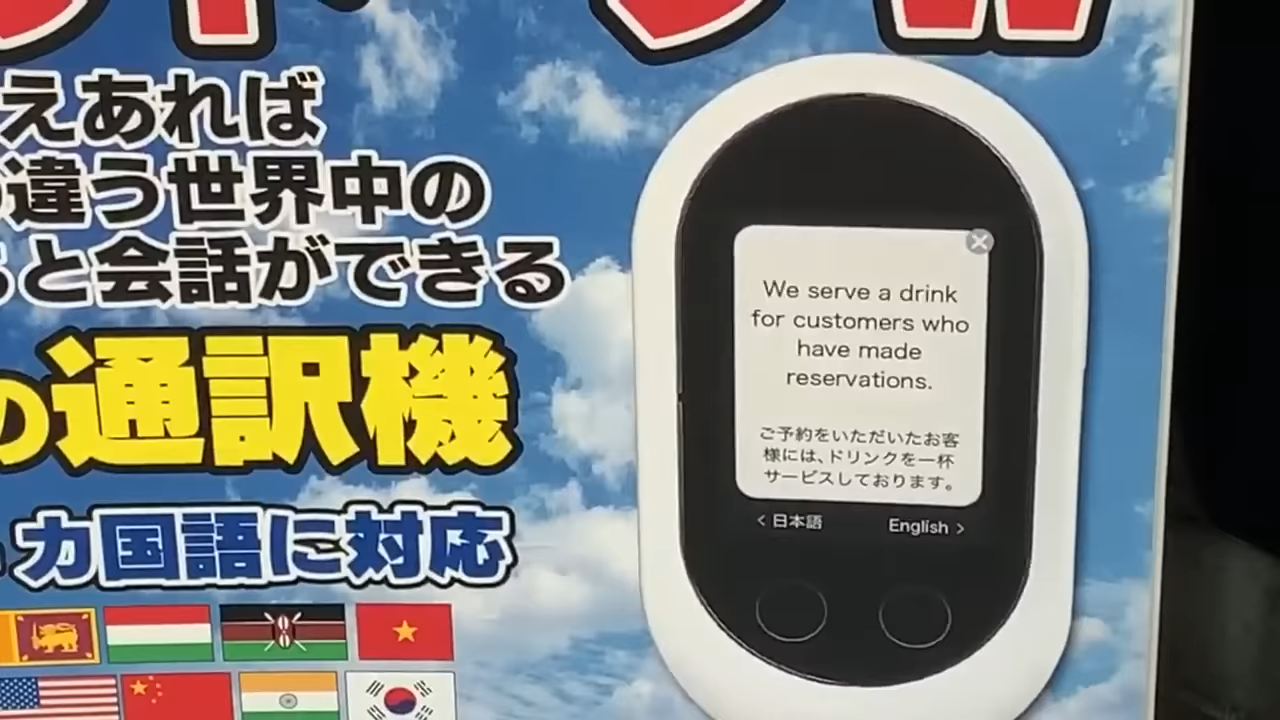 えあれば
違う世界中の
と会話ができる
の通訳機
カ国語に対応
We serve a drink
for customers who
have made
reservations.
ご予約をいただいたお客
様には、ドリンクを一杯
サービスしております。
< 日本語
English >